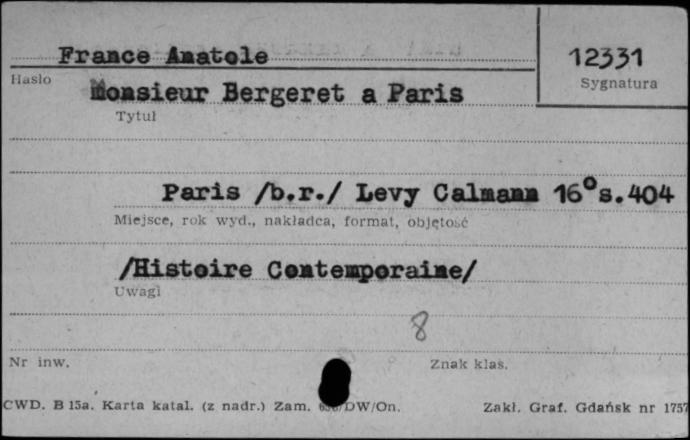 France Anatole
12331
Hasło
Sygnatura
Monsieur Bergeret a Paris
Tytuł
Paris /b.r./ Levy Calmann 16°s.404
Miejsce, rok wyd., nakładca, format, objętość
/Histoire Contemporaine/
Uwagi
8
Nr inw.
Znak klas.
CWD. B 15a. Karta katal. (z nadr.) Zam. DW/On.
Zakł. Graf. Gdańsk nr 1757